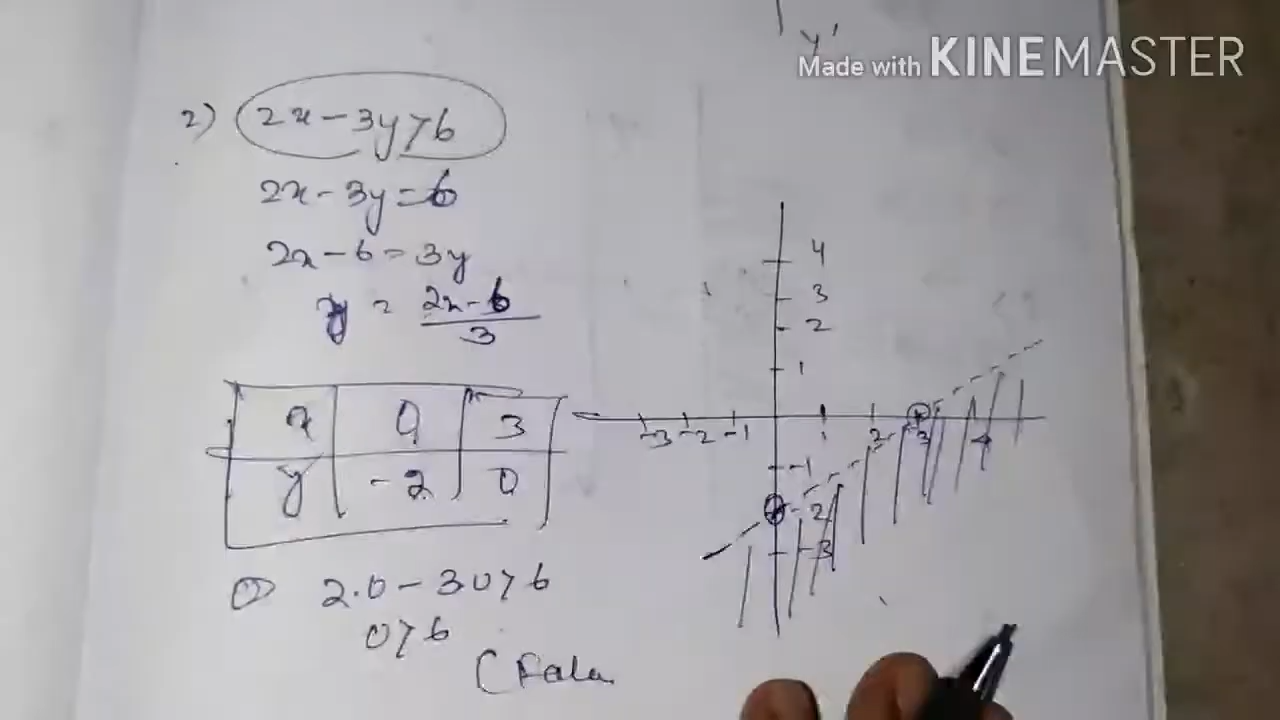 y'
Made with KINEMASTER
2) 2x - 3y > 6
2x - 3y = 6
2x - 6 = 3y
y = 2x - 6
3
x 0 3
y -2 0
2.0 - 3.0 > 6
0 > 6
(False
4
3
2
1
-3 -2 -1 1 2 3 4
-1
-2
-3